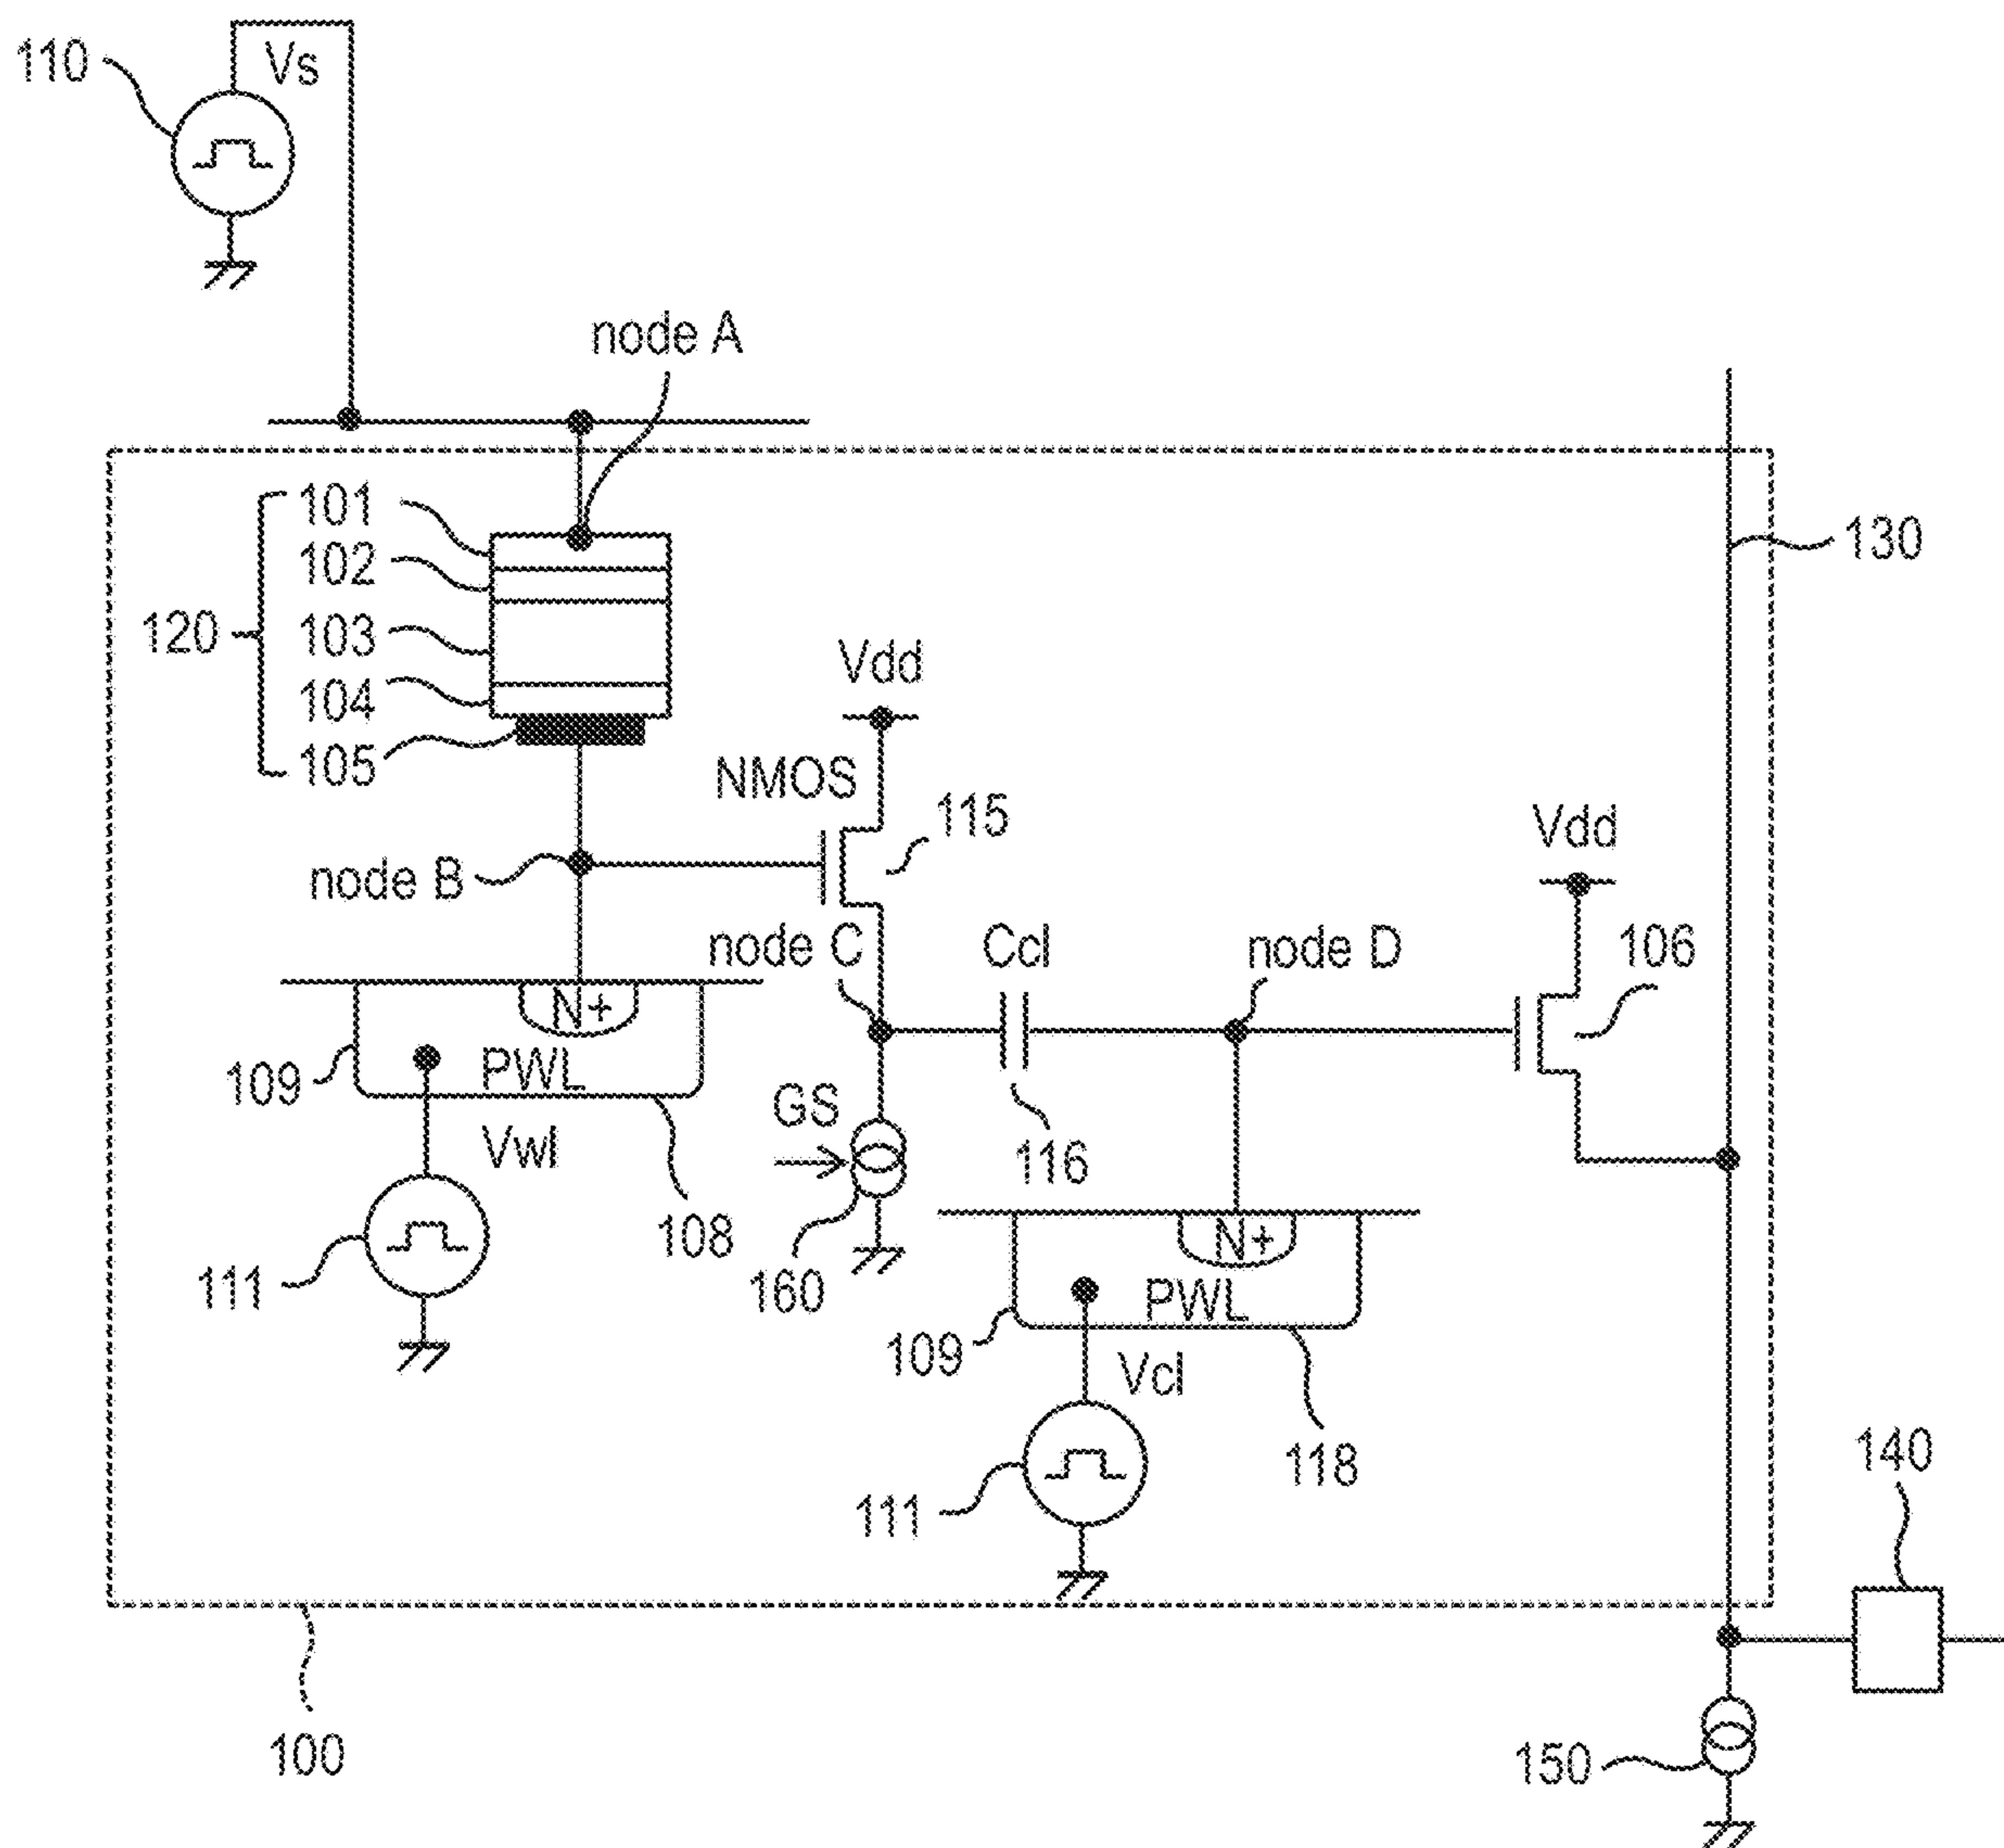 110
Vs
node A
120
101
102
103
104
105
130
Vdd
NMOS
115
Vdd
node B
node C
Ccl
node D
106
N+
109
PWL
GS
116
Vwl
108
160
N+
111
109
PWL
Vcl
118
111
140
100
150